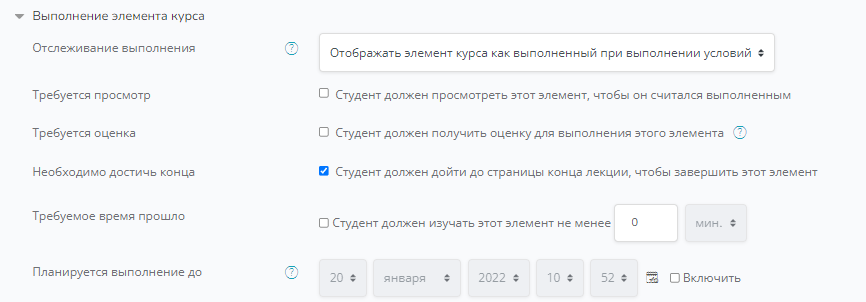 Выполнение элемента курса
Отслеживание выполнения ? Отображать элемент курса как выполненный при выполнении условий
Требуется просмотр Студент должен просмотреть этот элемент, чтобы он считался выполненным
Требуется оценка Студент должен получить оценку для выполнения этого элемента ?
Необходимо достичь конца Студент должен дойти до страницы конца лекции, чтобы завершить этот элемент
Требуемое время прошло Студент должен изучать этот элемент не менее 0 мин.
Планируется выполнение до ? 20 января 2022 10 52 Включить